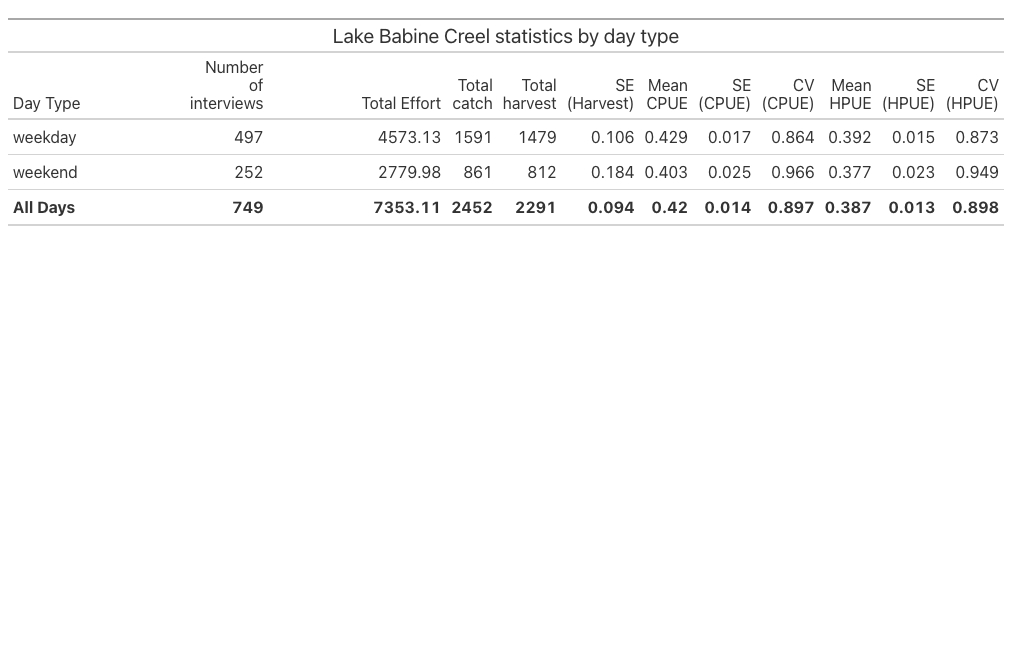 Lake Babine Creel statistics by day type
Day Type Number of interviews Total Effort Total catch Total harvest SE (Harvest) Mean CPUE SE (CPUE) CV (CPUE) Mean HPUE SE (HPUE) CV (HPUE)
weekday 497 4573.13 1591 1479 0.106 0.429 0.017 0.864 0.392 0.015 0.873
weekend 252 2779.98 861 812 0.184 0.403 0.025 0.966 0.377 0.023 0.949
All Days 749 7353.11 2452 2291 0.094 0.42 0.014 0.897 0.387 0.013 0.898